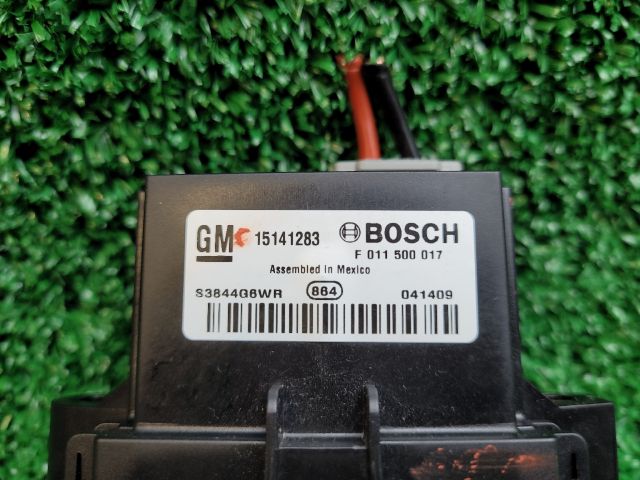 GM 15141283 BOSCH
F 011 500 017
Assembled in Mexico
S3844G6WR 864 041409